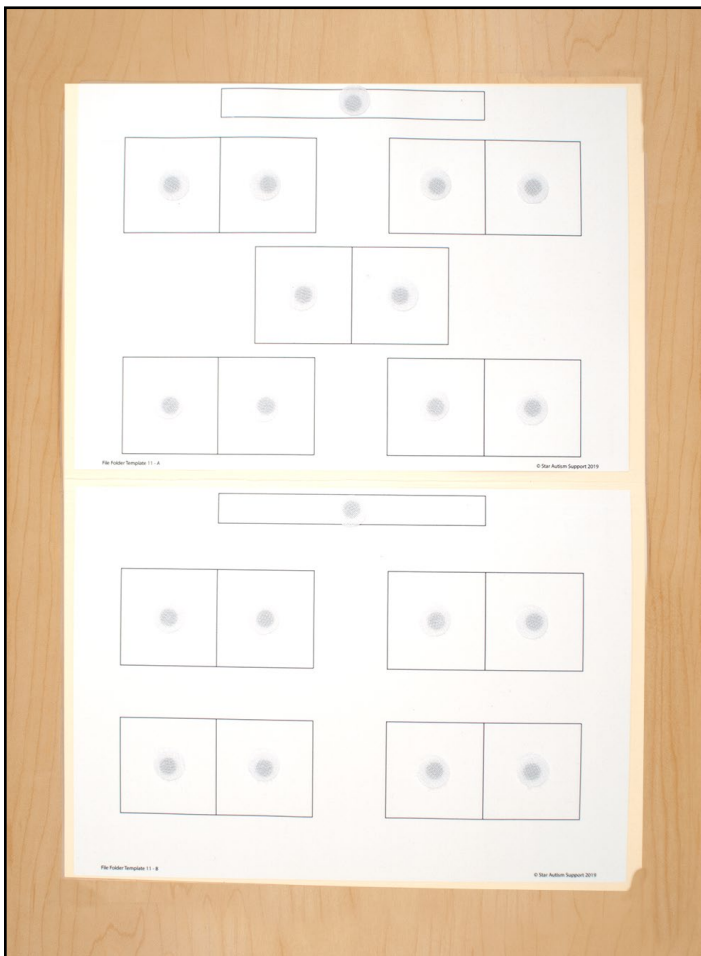 File Folder Template 11 - A
© Star Autism Support 2019
File Folder Template 11 - B
© Star Autism Support 2019